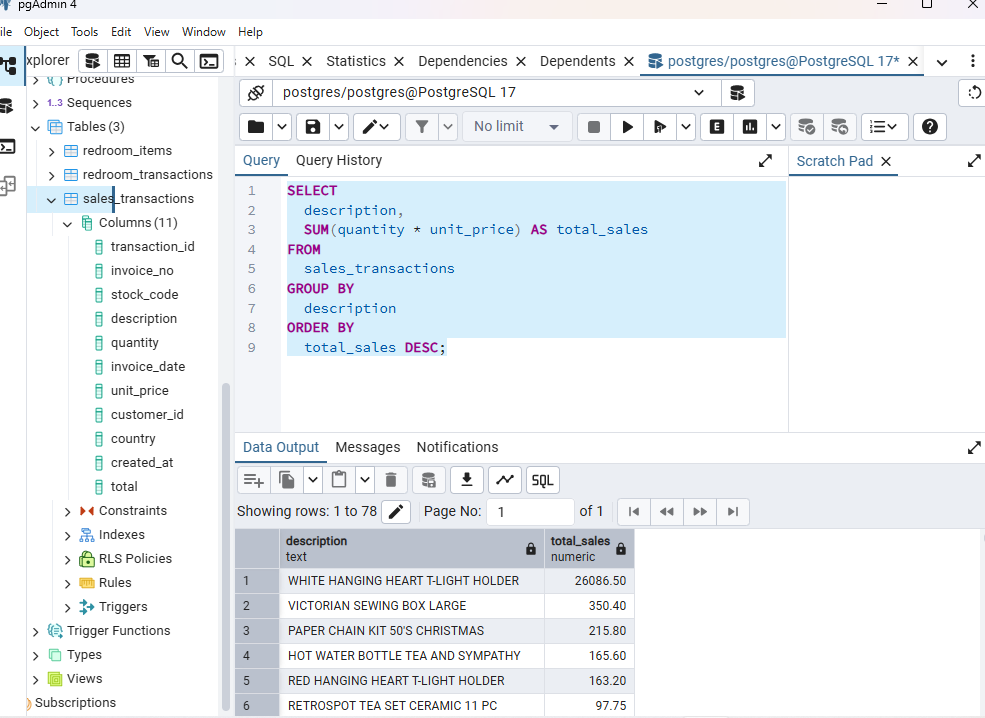 pgAdmin 4
ile Object Tools Edit View Window Help
xplorer
SQL Statistics Dependencies Dependents postgres/postgres@PostgreSQL 17*
postgres/postgres@PostgreSQL 17
No limit
E
Query Query History
Scratch Pad
Procedures
1..3 Sequences
Tables (3)
redroom_items
redroom_transactions
sales_transactions
Columns (11)
transaction_id
invoice_no
stock_code
description
quantity
invoice_date
unit_price
customer_id
country
created_at
total
Constraints
Indexes
RLS Policies
Rules
Triggers
Trigger Functions
Types
Views
Subscriptions
1 SELECT
2 description,
3 SUM(quantity * unit_price) AS total_sales
4 FROM
5 sales_transactions
6 GROUP BY
7 description
8 ORDER BY
9 total_sales DESC;
Data Output Messages Notifications
SQL
Showing rows: 1 to 78 Page No: 1 of 1
description total_sales
text numeric
1 WHITE HANGING HEART T-LIGHT HOLDER 26086.50
2 VICTORIAN SEWING BOX LARGE 350.40
3 PAPER CHAIN KIT 50'S CHRISTMAS 215.80
4 HOT WATER BOTTLE TEA AND SYMPATHY 165.60
5 RED HANGING HEART T-LIGHT HOLDER 163.20
6 RETROSPOT TEA SET CERAMIC 11 PC 97.75